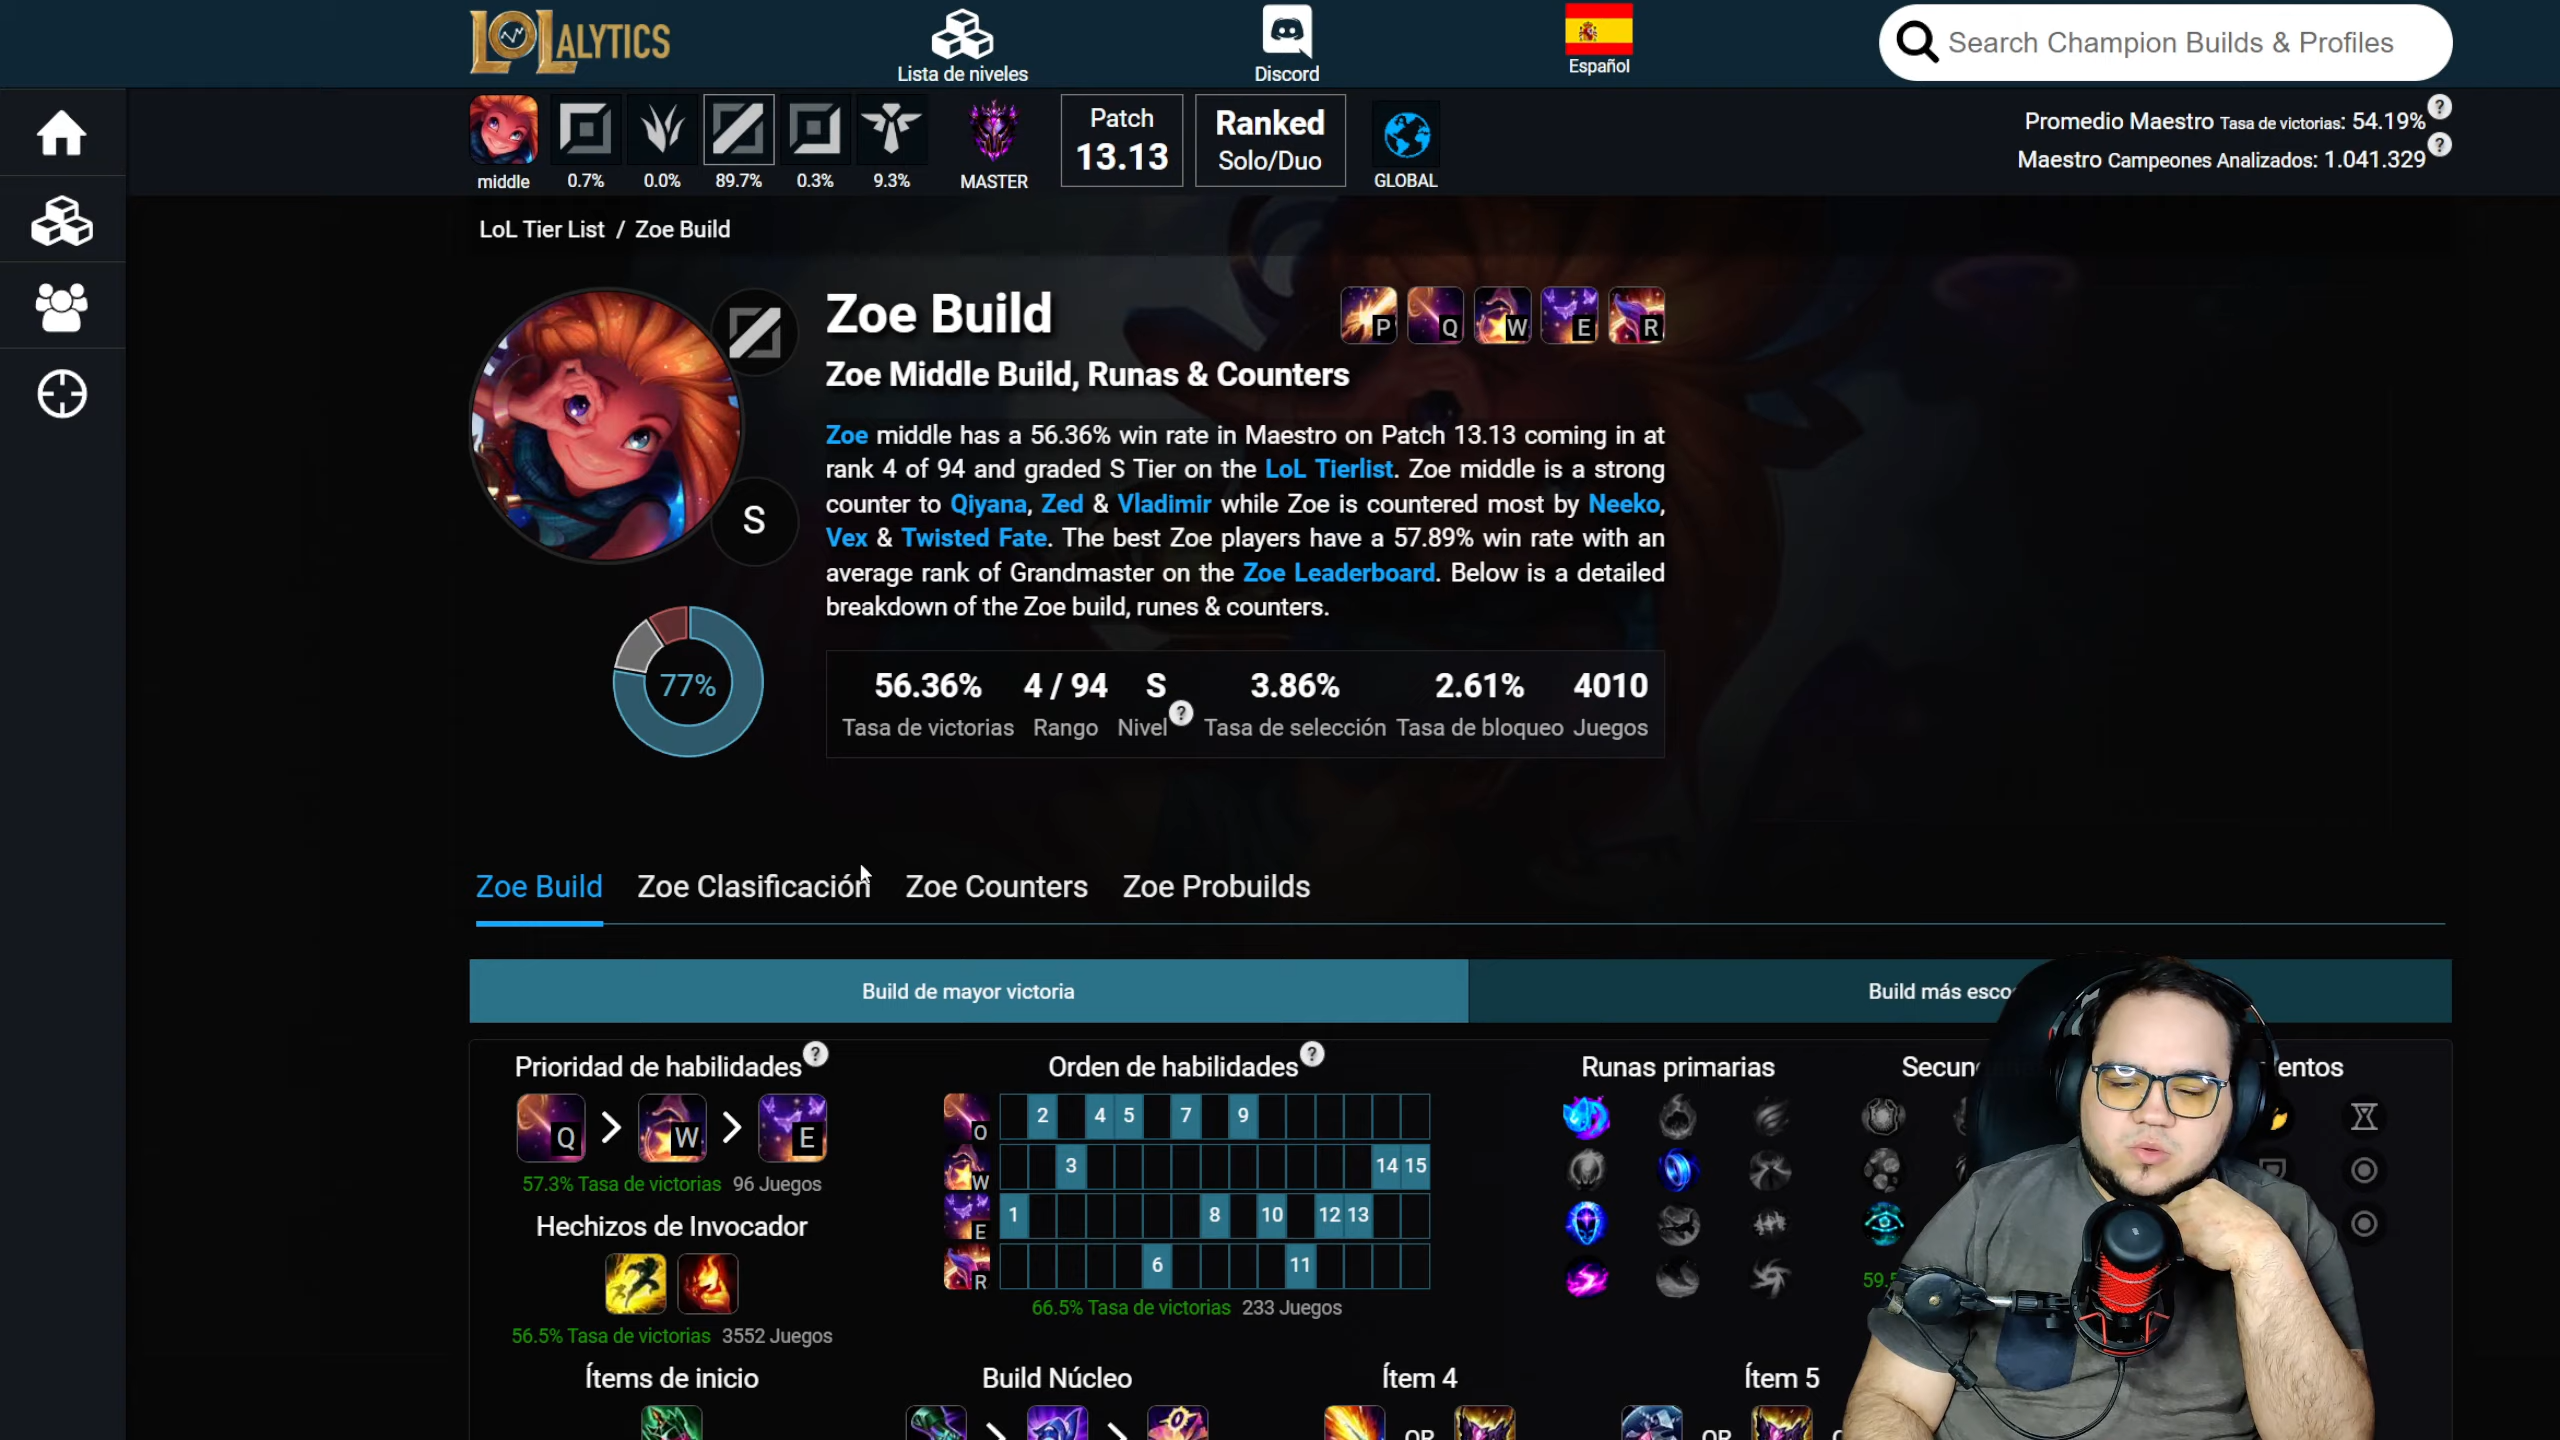 LOLALYTICS
Lista de niveles
Discord
Español
Search Champion Builds & Profiles
middle
0.7%
0.0%
89.7%
0.3%
9.3%
MASTER
Patch
13.13
Ranked
Solo/Duo
GLOBAL
Promedio Maestro Tasa de victorias: 54.19% ?
Maestro Campeones Analizados: 1.041.329 ?
LoL Tier List / Zoe Build
Zoe Build
P Q W E R
Zoe Middle Build, Runas & Counters
Zoe middle has a 56.36% win rate in Maestro on Patch 13.13 coming in at
rank 4 of 94 and graded S Tier on the LoL Tierlist. Zoe middle is a strong
counter to Qiyana, Zed & Vladimir while Zoe is countered most by Neeko,
Vex & Twisted Fate. The best Zoe players have a 57.89% win rate with an
average rank of Grandmaster on the Zoe Leaderboard. Below is a detailed
breakdown of the Zoe build, runes & counters.
S
77%
56.36% 4 / 94 S 3.86% 2.61% 4010
Tasa de victorias Rango Nivel ? Tasa de selección Tasa de bloqueo Juegos
Zoe Build Zoe Clasificación Zoe Counters Zoe Probuilds
Build de mayor victoria
Build más esco
Prioridad de habilidades ?
Q W E
57.3% Tasa de victorias 96 Juegos
Hechizos de Invocador
56.5% Tasa de victorias 3552 Juegos
Orden de habilidades ?
Q 2 4 5 7 9
W 3 14 15
E 1 8 10 12 13
R 6 11
66.5% Tasa de victorias 233 Juegos
Runas primarias
Secun
entos
59.5
Ítems de inicio
Build Núcleo
Ítem 4
OR
Ítem 5
OR